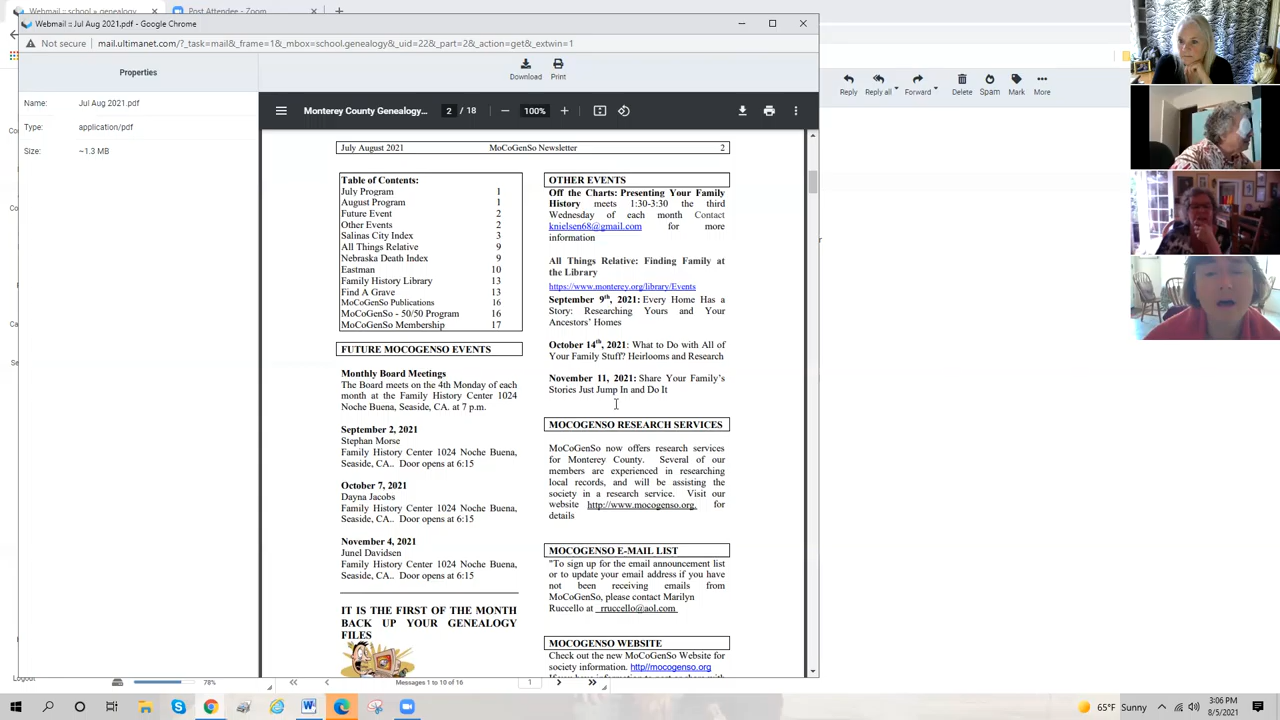 Post Attendee - Zoom
Webmail :: Jul Aug 2021.pdf - Google Chrome
Not secure mail.ultimanet.com/?_task=mail&_frame=1&_mbox=school.genealogy&_uid=22&_part=2&_action=get&_extwin=1
Properties
Download Print
Name: Jul Aug 2021.pdf
Type: application/pdf
Size: ~1.3 MB
Monterey County Genealogy... 2 / 18 100%
Reply Reply all Forward Delete Spam Mark More
July August 2021 MoCoGenSo Newsletter 2
Table of Contents:
July Program 1
August Program 1
Future Event 2
Other Events 2
Salinas City Index 3
All Things Relative 9
Nebraska Death Index 9
Eastman 10
Family History Library 13
Find A Grave 13
MoCoGenSo Publications 16
MoCoGenSo - 50/50 Program 16
MoCoGenSo Membership 17
FUTURE MOCOGENSO EVENTS
Monthly Board Meetings
The Board meets on the 4th Monday of each
month at the Family History Center 1024
Noche Buena, Seaside, CA. at 7 p.m.
September 2, 2021
Stephan Morse
Family History Center 1024 Noche Buena,
Seaside, CA.. Door opens at 6:15
October 7, 2021
Dayna Jacobs
Family History Center 1024 Noche Buena,
Seaside, CA.. Door opens at 6:15
November 4, 2021
Junel Davidsen
Family History Center 1024 Noche Buena,
Seaside, CA.. Door opens at 6:15
IT IS THE FIRST OF THE MONTH
BACK UP YOUR GENEALOGY
FILES
OTHER EVENTS
Off the Charts: Presenting Your Family
History meets 1:30-3:30 the third
Wednesday of each month Contact
knielsen68@gmail.com for more
information
All Things Relative: Finding Family at
the Library
https://www.monterey.org/library/Events
September 9th, 2021: Every Home Has a
Story: Researching Yours and Your
Ancestors' Homes
October 14th, 2021: What to Do with All of
Your Family Stuff? Heirlooms and Research
November 11, 2021: Share Your Family's
Stories Just Jump In and Do It
MOCOGENSO RESEARCH SERVICES
MoCoGenSo now offers research services
for Monterey County. Several of our
members are experienced in researching
local records, and will be assisting the
society in a research service. Visit our
website http://www.mocogenso.org. for
details
MOCOGENSO E-MAIL LIST
"To sign up for the email announcement list
or to update your email address if you have
not been receiving emails from
MoCoGenSo, please contact Marilyn
Ruccello at _rruccello@aol.com
MOCOGENSO WEBSITE
Check out the new MoCoGenSo Website for
society information. http//mocogenso.org
Logout 78% Messages 1 to 10 of 16 1
65°F Sunny 3:06 PM
8/5/2021